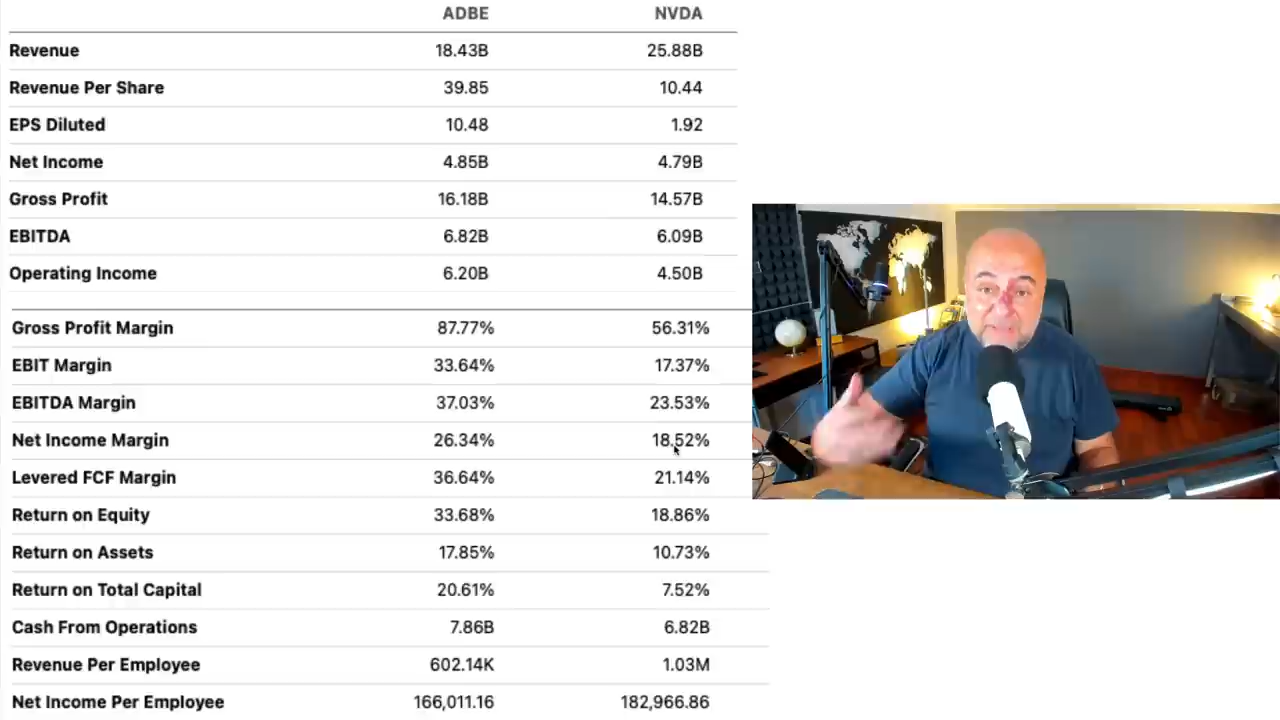 ADBE NVDA
Revenue 18.43B 25.88B
Revenue Per Share 39.85 10.44
EPS Diluted 10.48 1.92
Net Income 4.85B 4.79B
Gross Profit 16.18B 14.57B
EBITDA 6.82B 6.09B
Operating Income 6.20B 4.50B
Gross Profit Margin 87.77% 56.31%
EBIT Margin 33.64% 17.37%
EBITDA Margin 37.03% 23.53%
Net Income Margin 26.34% 18.52%
Levered FCF Margin 36.64% 21.14%
Return on Equity 33.68% 18.86%
Return on Assets 17.85% 10.73%
Return on Total Capital 20.61% 7.52%
Cash From Operations 7.86B 6.82B
Revenue Per Employee 602.14K 1.03M
Net Income Per Employee 166,011.16 182,966.86